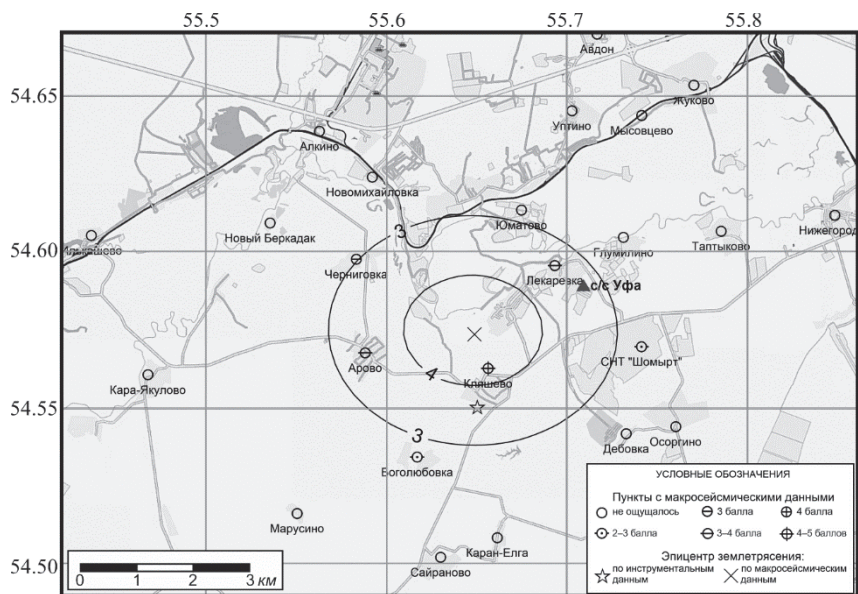 55.5 55.6 55.7 55.8
Авдон
54.65
Жуково
Уптино
Мысовцево
Алкино
Новомихайловка
Юматово
Нижегород
Новый Беркадак
3
Глумилино
Таптыково
54.60
Черниговка
Лекаревка
с/с Уфа
СНТ "Шомырт"
Арово
4
Кляшево
Кара-Якулово
54.55
3
Дебовка
Осоргино
Боголюбовка
Марусино
Каран-Елга
Сайраново
54.50
0 1 2 3 км
УСЛОВНЫЕ ОБОЗНАЧЕНИЯ
Пункты с макросейсмическими данными
не ощущалось 3 балла 4 балла
2–3 балла 3–4 балла 4–5 баллов
Эпицентр землетрясения:
по инструментальным данным
по макросейсмическим данным